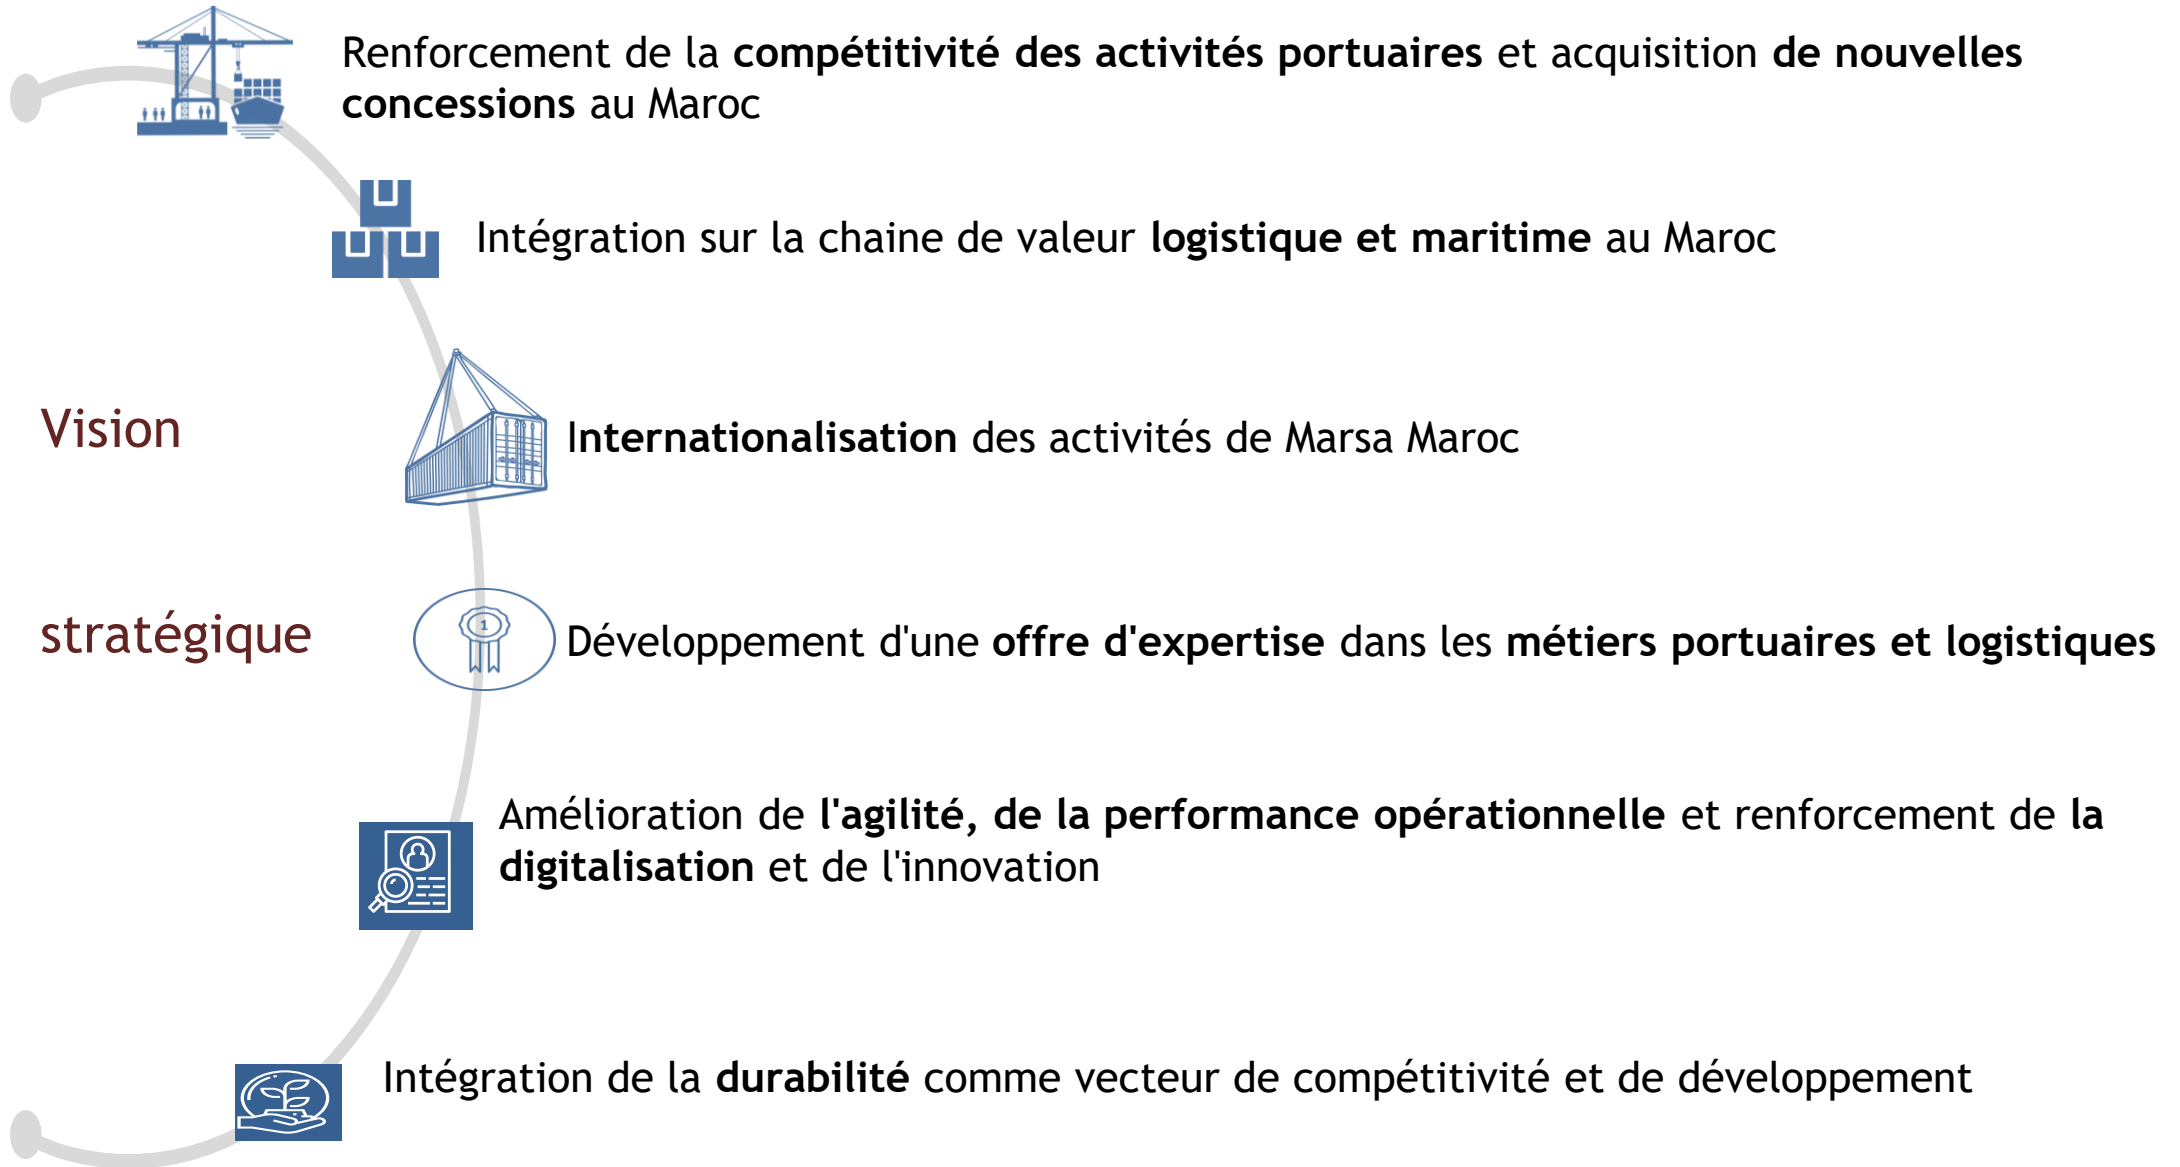 Renforcement de la compétitivité des activités portuaires et acquisition de nouvelles
concessions au Maroc
Intégration sur la chaine de valeur logistique et maritime au Maroc
Vision
Internationalisation des activités de Marsa Maroc
stratégique
1
Développement d'une offre d'expertise dans les métiers portuaires et logistiques
Amélioration de l'agilité, de la performance opérationnelle et renforcement de la
digitalisation et de l'innovation
Intégration de la durabilité comme vecteur de compétitivité et de développement